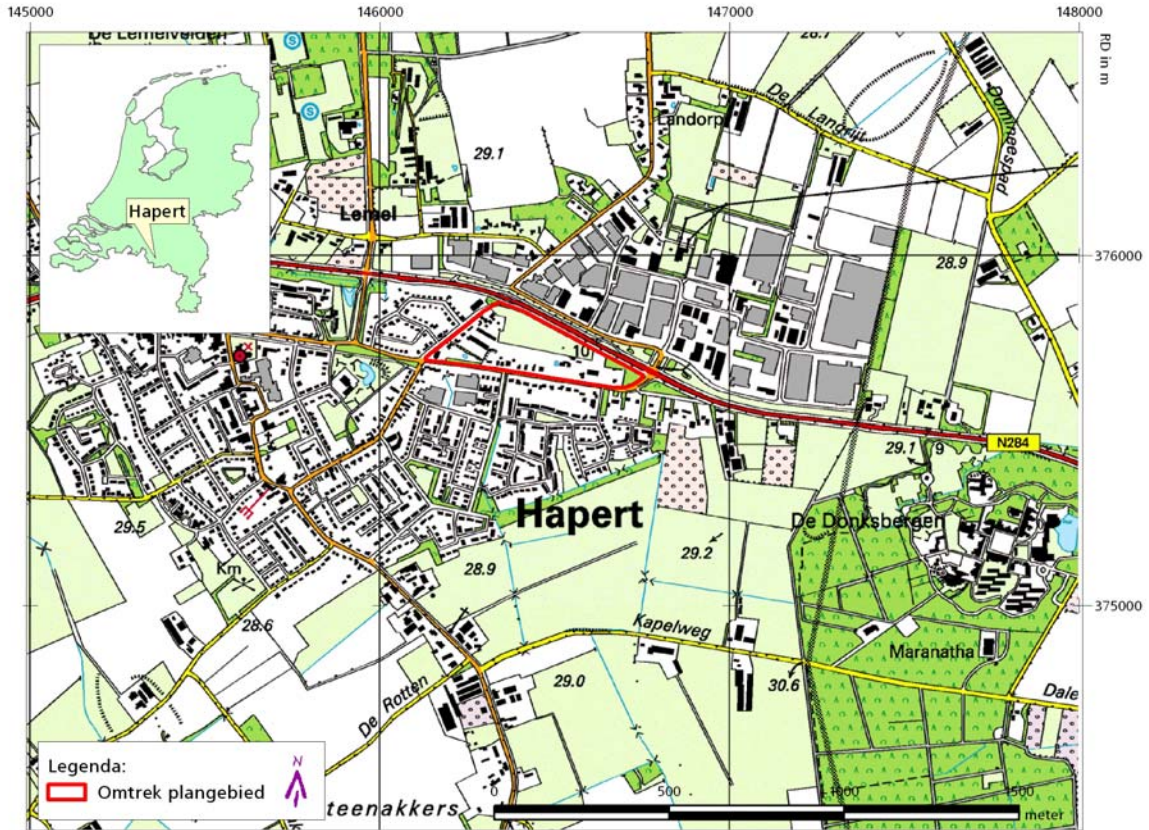 145000
146000
147000
148000
RD in m
De Lemelvelden
S
S
28.7
De
Langrijt
Dommeespad
Landorp
29.1
Hapert
Lemel
376000
28.9
10
N284
29.1
9
Hapert
De Donksbergen
29.5
29.2
28.9
Km
28.6
375000
Kapelweg
Maranatha
29.0
30.6
Dale
De Rotten
Legenda:
Omtrek plangebied
N
teenakkers
0
500
1000
1500
meter